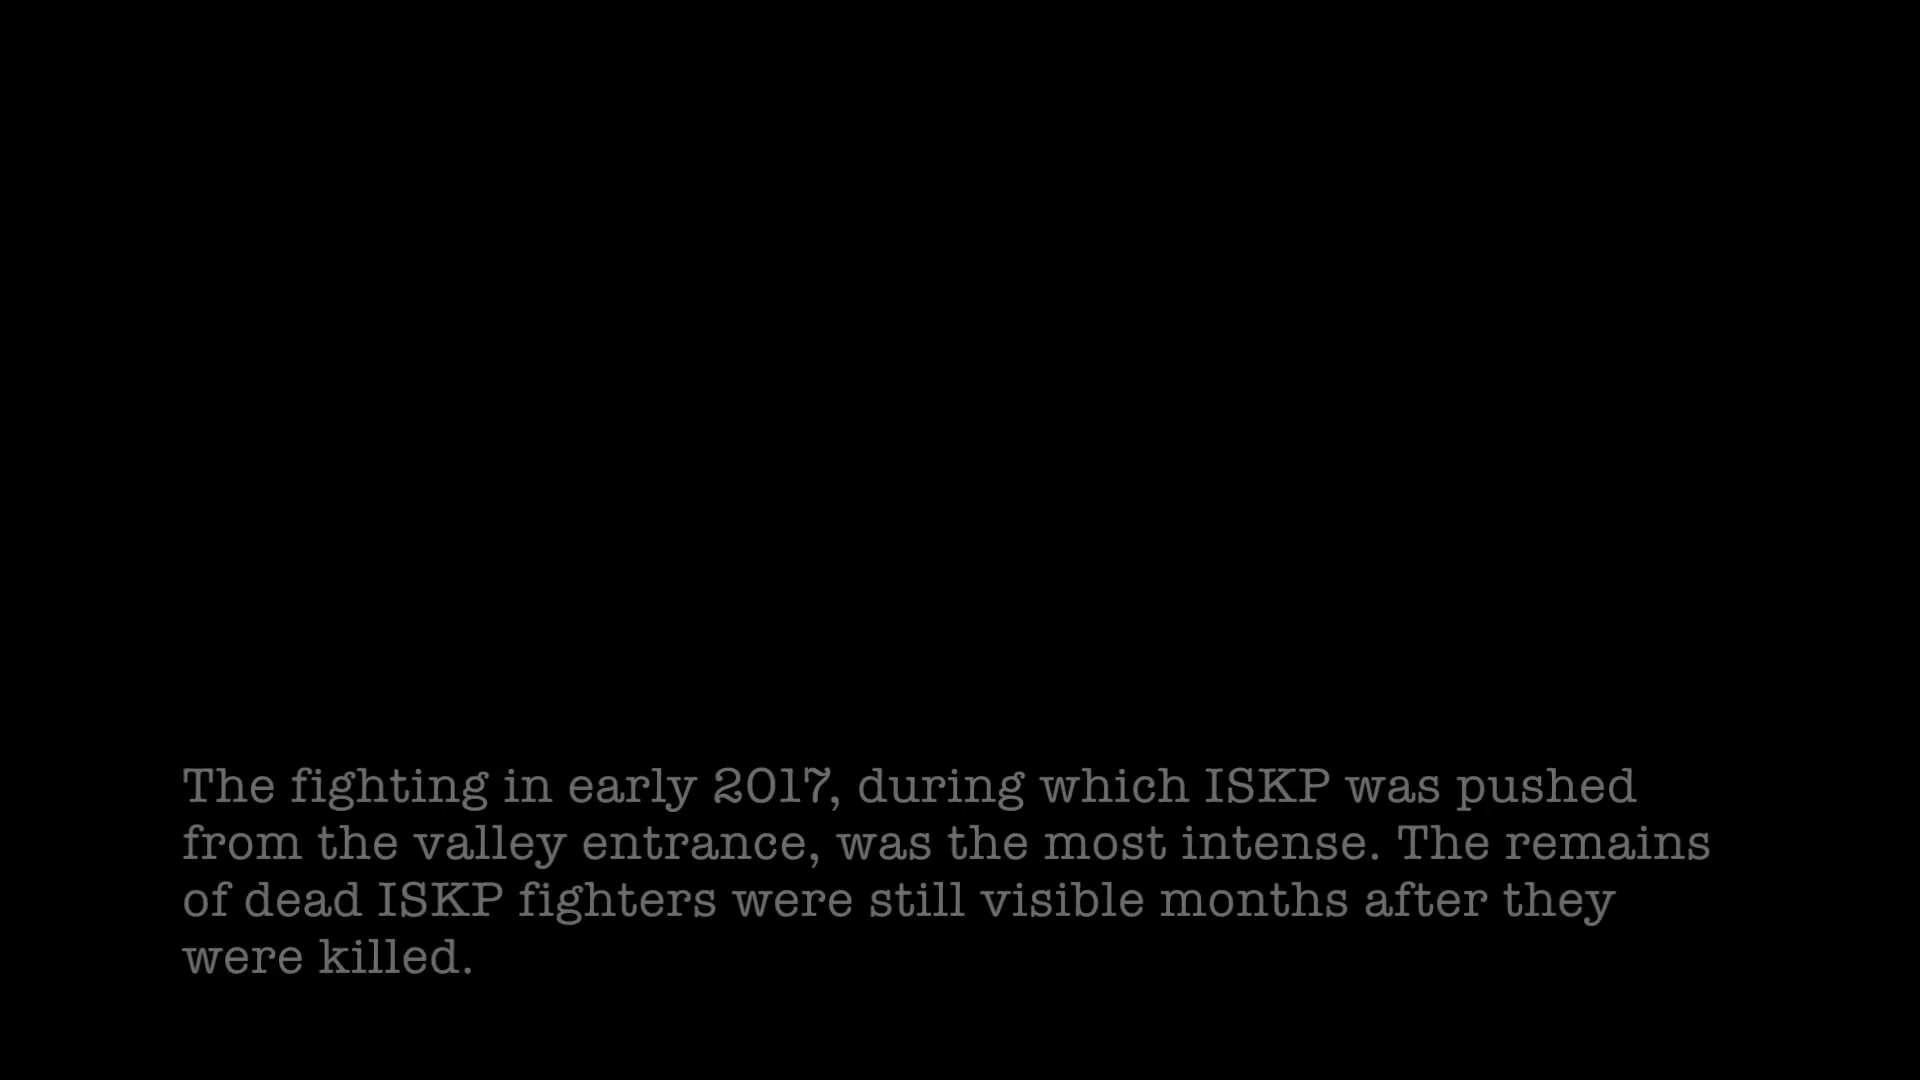 The fighting in early 2017, during which ISKP was pushed
from the valley entrance, was the most intense. The remains
of dead ISKP fighters were still visible months after they
were killed.